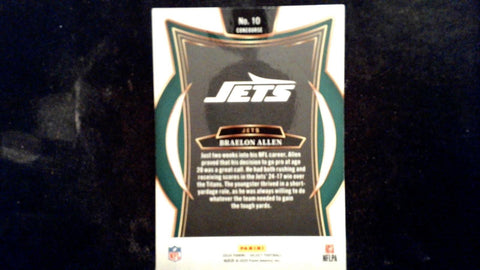 No. 10
CONCOURSE
JETS
JETS
BRAELON ALLEN
Just two weeks into his NFL career, Allen
proved that his decision to go pro at age
20 was a great call. He had both rushing and
receiving scores in the Jets' 24-17 win over
the Titans. The youngster thrived in a short-
yardage role, as he was always willing to do
whatever the team needed to gain
the tough yards.
NFL
PANINI
NFLPA